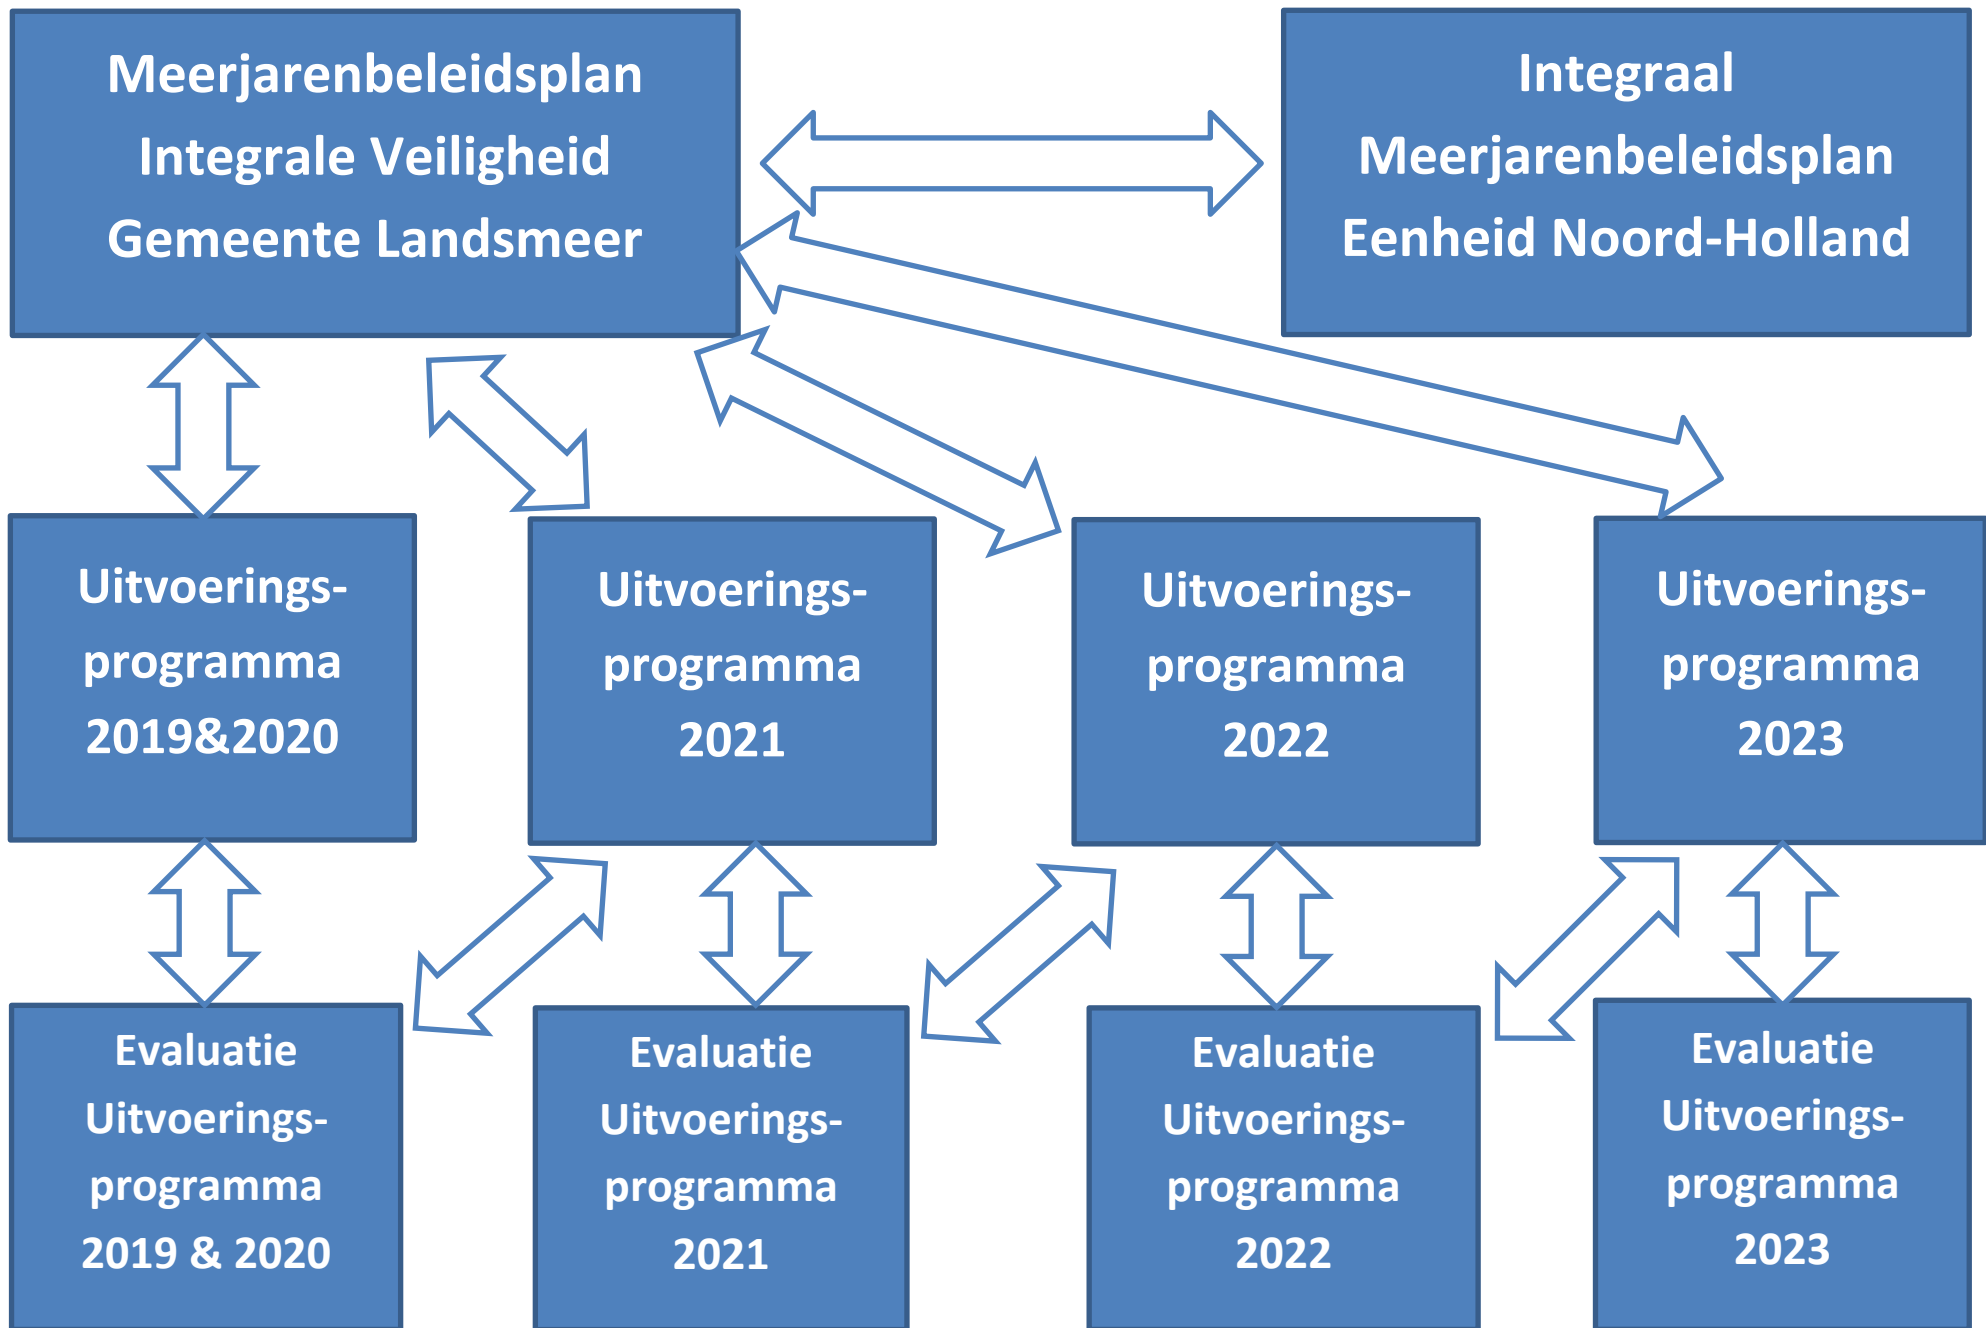 Meerjarenbeleidsplan
Integrale Veiligheid
Gemeente Landsmeer
Integraal
Meerjarenbeleidsplan
Eenheid Noord-Holland
Uitvoerings-
programma
2019&2020
Uitvoerings-
programma
2021
Uitvoerings-
programma
2022
Uitvoerings-
programma
2023
Evaluatie
Uitvoerings-
programma
2019 & 2020
Evaluatie
Uitvoerings-
programma
2021
Evaluatie
Uitvoerings-
programma
2022
Evaluatie
Uitvoerings-
programma
2023